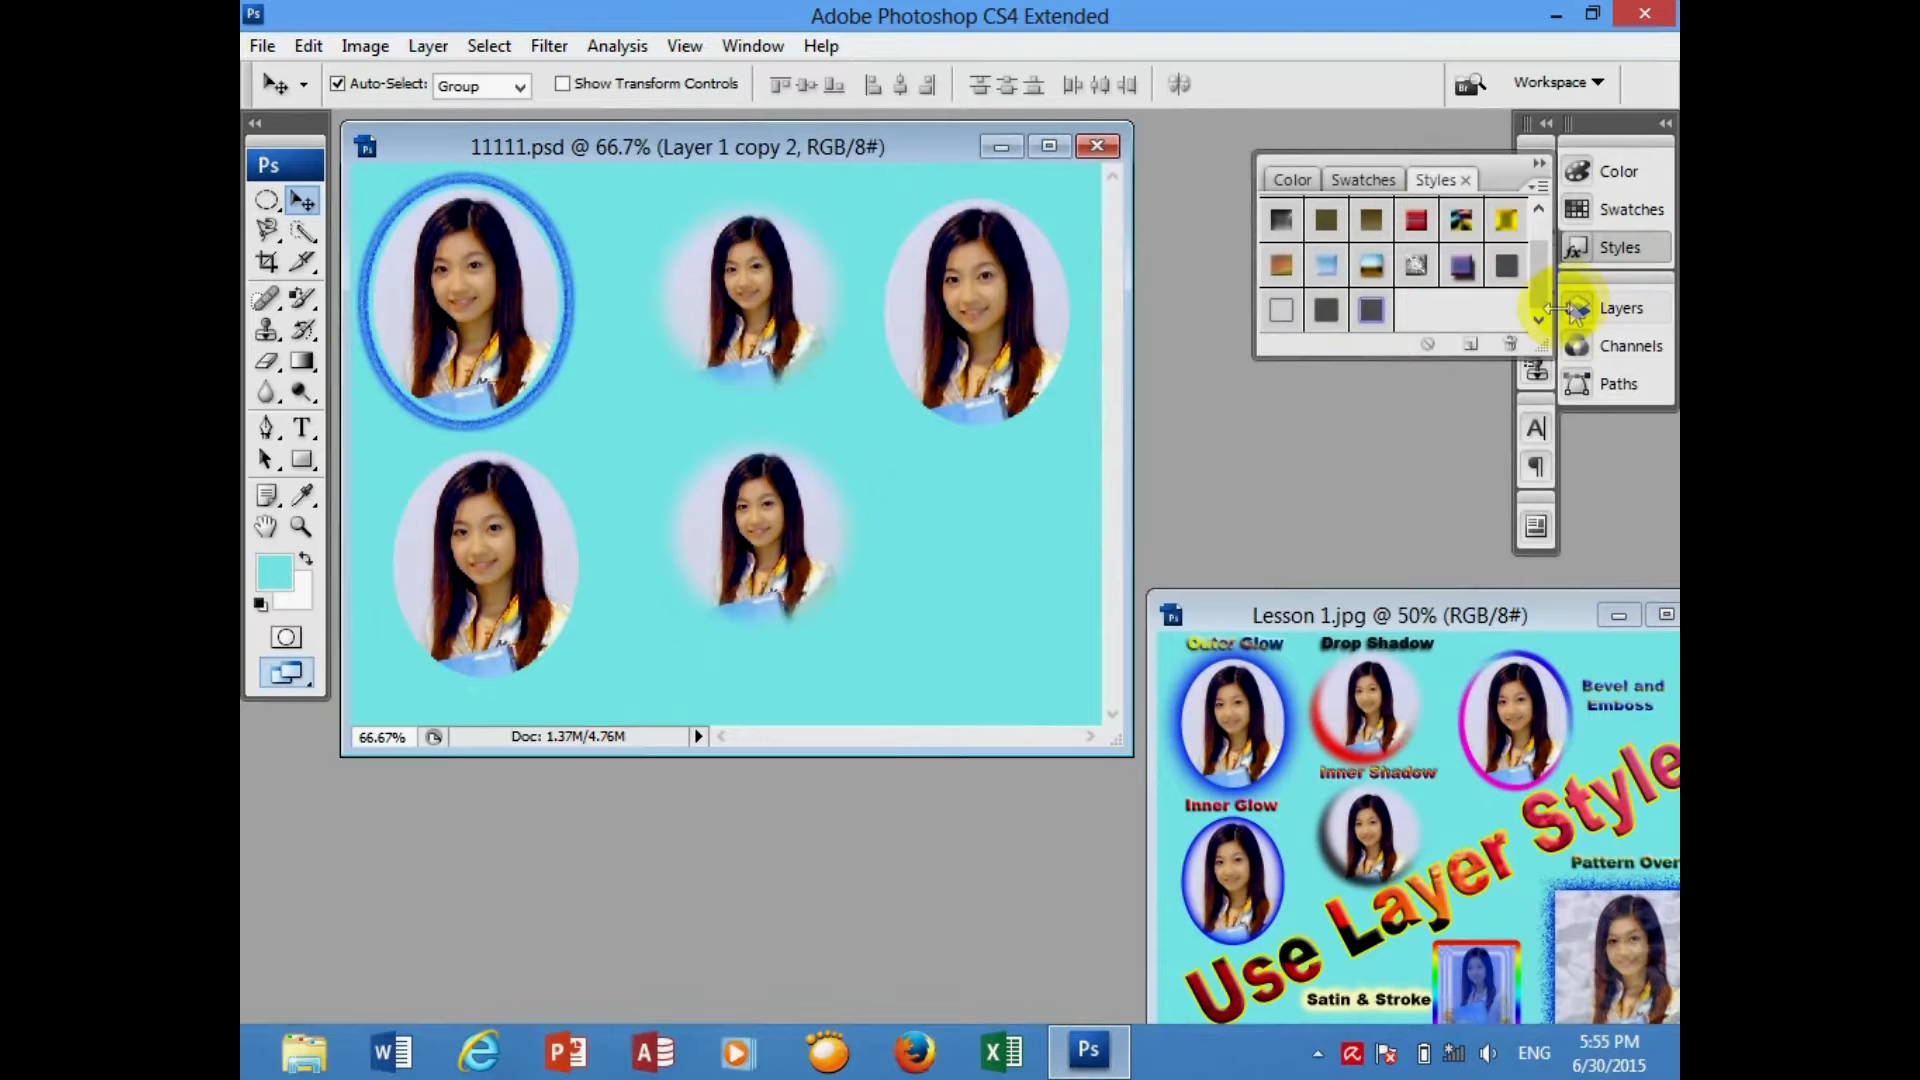 Ps
Adobe Photoshop CS4 Extended
File Edit Image Layer Select Filter Analysis View Window Help
Auto-Select: Group Show Transform Controls Br Workspace
Ps
11111.psd @ 66.7% (Layer 1 copy 2, RGB/8#)
Color Swatches Styles
Color
Swatches
Styles
Layers
Channels
Paths
66.67% Doc: 1.37M/4.76M
Lesson 1.jpg @ 50% (RGB/8#)
Outer Glow Drop Shadow
Bevel and
Emboss
Inner Shadow
Inner Glow
Pattern Over
Use Layer Style
Satin & Stroke
5:55 PM
ENG
6/30/2015